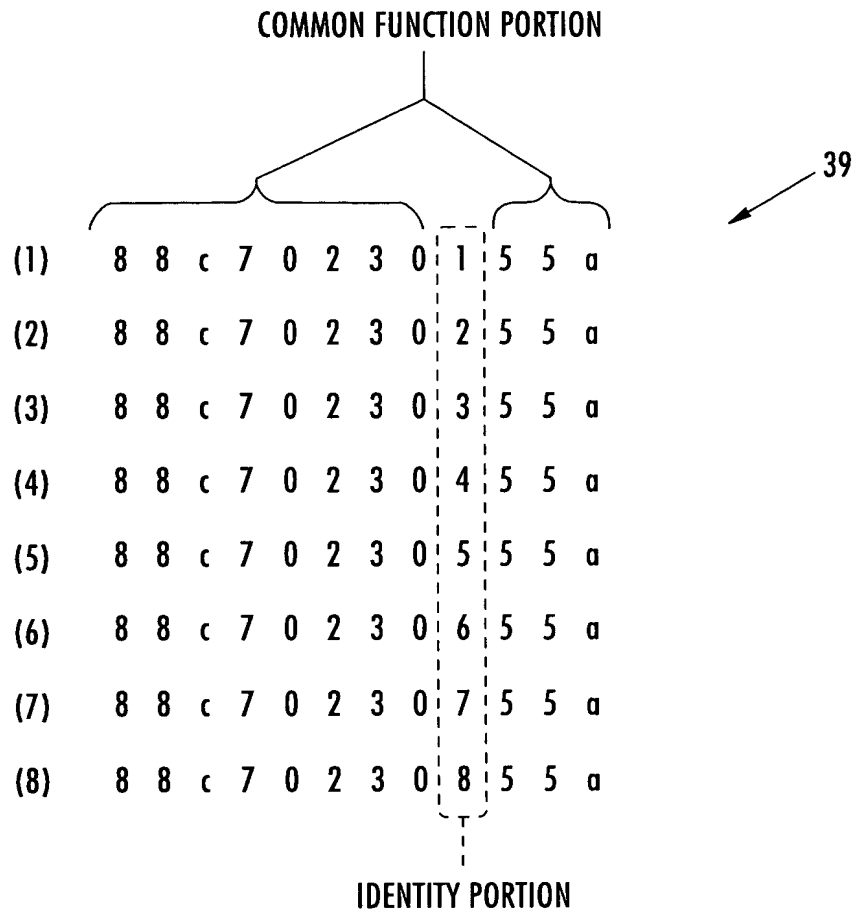 COMMON FUNCTION PORTION
39
(1) 8 8 c 7 0 2 3 0 1 5 5 a
(2) 8 8 c 7 0 2 3 0 2 5 5 a
(3) 8 8 c 7 0 2 3 0 3 5 5 a
(4) 8 8 c 7 0 2 3 0 4 5 5 a
(5) 8 8 c 7 0 2 3 0 5 5 5 a
(6) 8 8 c 7 0 2 3 0 6 5 5 a
(7) 8 8 c 7 0 2 3 0 7 5 5 a
(8) 8 8 c 7 0 2 3 0 8 5 5 a
IDENTITY PORTION